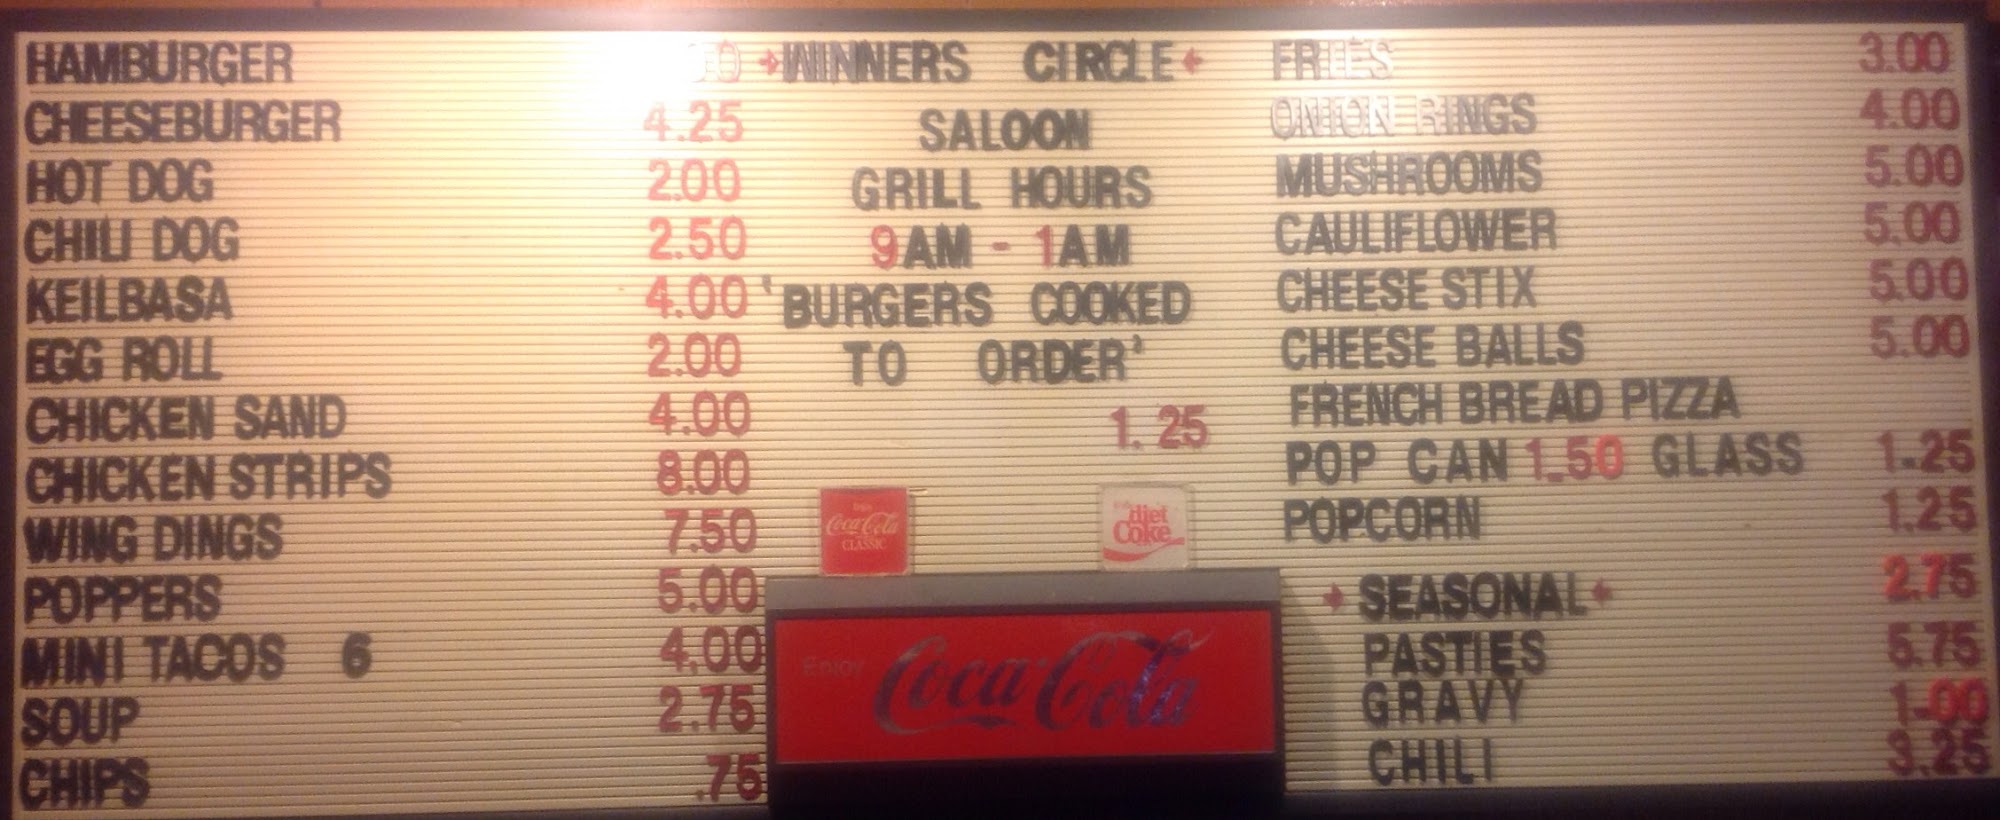 HAMBURGER
CHEESEBURGER 4.25
HOT DOG 2.00
CHILI DOG 2.50
KEILBASA 4.00
EGG ROLL 2.00
CHICKEN SAND 4.00
CHICKEN STRIPS 8.00
WING DINGS 7.50
POPPERS 5.00
MINI TACOS 6 4.00
SOUP 2.75
CHIPS .75
WINNERS CIRCLE
SALOON
GRILL HOURS
9AM - 1AM
'BURGERS COOKED
TO ORDER'
1.25
Enjoy
Coca-Cola
CLASSIC
diet
Coke
Enjoy Coca-Cola
FRIES 3.00
ONION RINGS 4.00
MUSHROOMS 5.00
CAULIFLOWER 5.00
CHEESE STIX 5.00
CHEESE BALLS 5.00
FRENCH BREAD PIZZA
POP CAN 1.50 GLASS 1.25
POPCORN 1.25
SEASONAL 2.75
PASTIES 5.75
GRAVY 1.00
CHILI 3.25